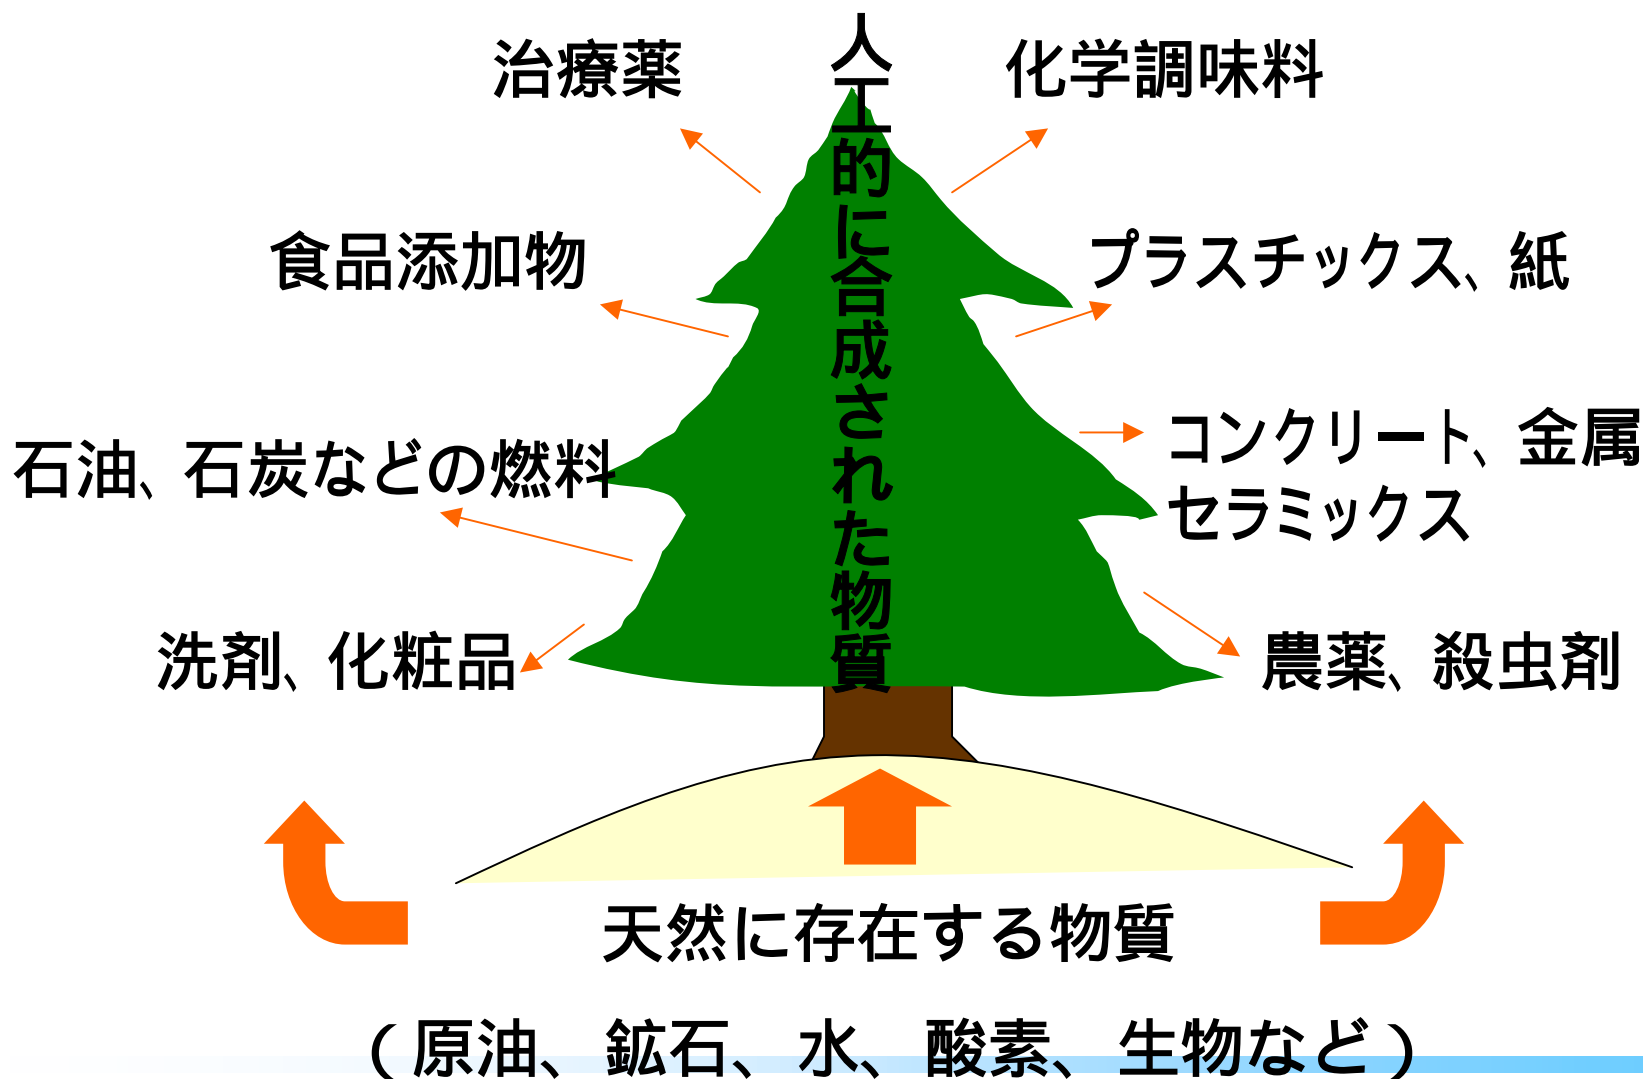 人工的に合成された物質
治療薬
化学調味料
食品添加物
プラスチックス、紙
石油、石炭などの燃料
コンクリート、金属
セラミックス
洗剤、化粧品
農薬、殺虫剤
天然に存在する物質
（原油、鉱石、水、酸素、生物など）